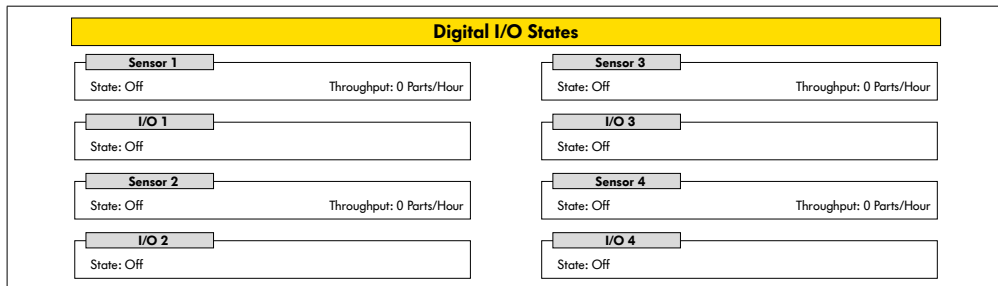 Digital I/O States
Sensor 1
State: Off Throughput: 0 Parts/Hour
I/O 1
State: Off
Sensor 2
State: Off Throughput: 0 Parts/Hour
I/O 2
State: Off
Sensor 3
State: Off Throughput: 0 Parts/Hour
I/O 3
State: Off
Sensor 4
State: Off Throughput: 0 Parts/Hour
I/O 4
State: Off